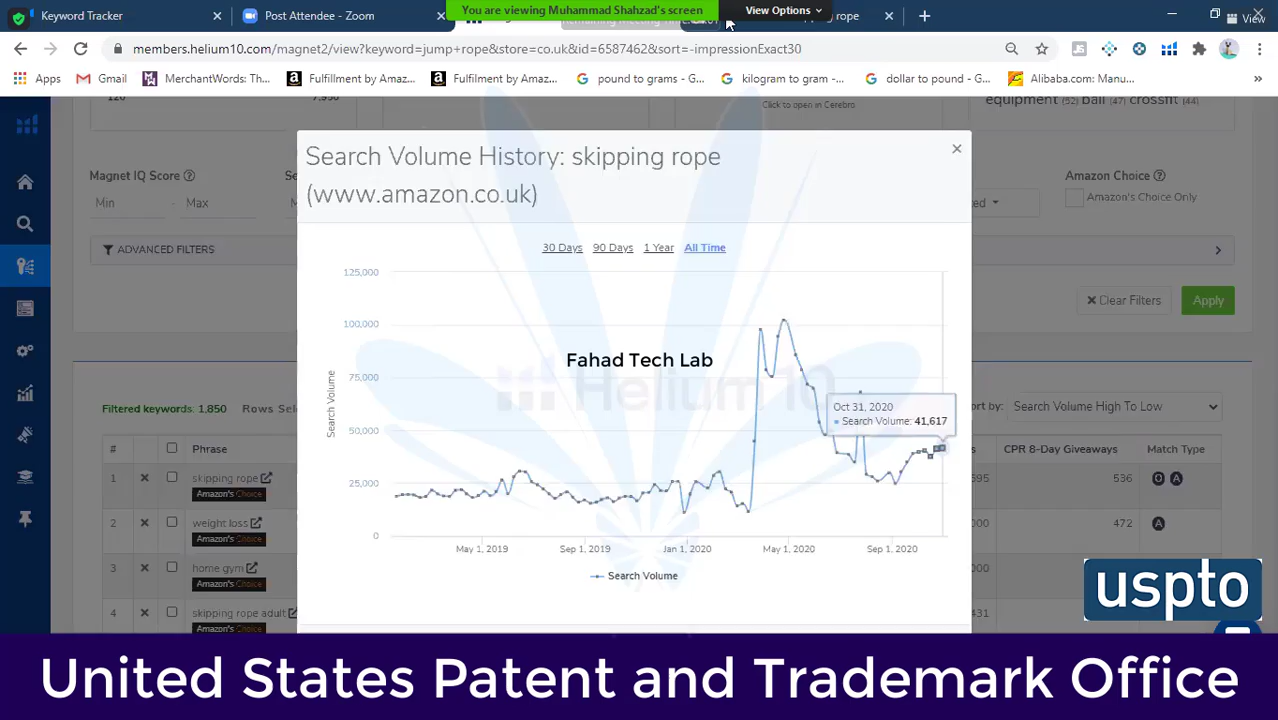 You are viewing Muhammad Shahzad's screen
View Options
Keyword Tracker
Post Attendee - Zoom
rope
View
members.helium10.com/magnet2/view?keyword=jump+rope&store=co.uk&id=6587462&sort=-impressionExact30
Apps
Gmail
MerchantWords: Th...
Fulfillment by Amaz...
Fulfilment by Amaz...
pound to grams - G...
kilogram to gram -...
dollar to pound - G...
Alibaba.com: Manu...
»
Click to open in Cerebro
equipment (52) ball (47) crossfit (44)
Search Volume History: skipping rope
(www.amazon.co.uk)
Magnet IQ Score
Amazon Choice
Min
Max
Amazon's Choice Only
30 Days
90 Days
1 Year
All Time
ADVANCED FILTERS
125,000
100,000
75,000
50,000
25,000
0
Search Volume
Clear Filters
Apply
Fahad Tech Lab
Helium 10
Oct 31, 2020
Search Volume: 41,617
May 1, 2019
Sep 1, 2019
Jan 1, 2020
May 1, 2020
Sep 1, 2020
Search Volume
Filtered keywords: 1,850
Search Volume High To Low
#
Phrase
CPR 8-Day Giveaways
Match Type
1
skipping rope
Amazon's Choice
536
O A
2
weight loss
Amazon's Choice
472
A
3
home gym
Amazon's Choice
4
skipping rope adult
Amazon's Choice
uspto
United States Patent and Trademark Office